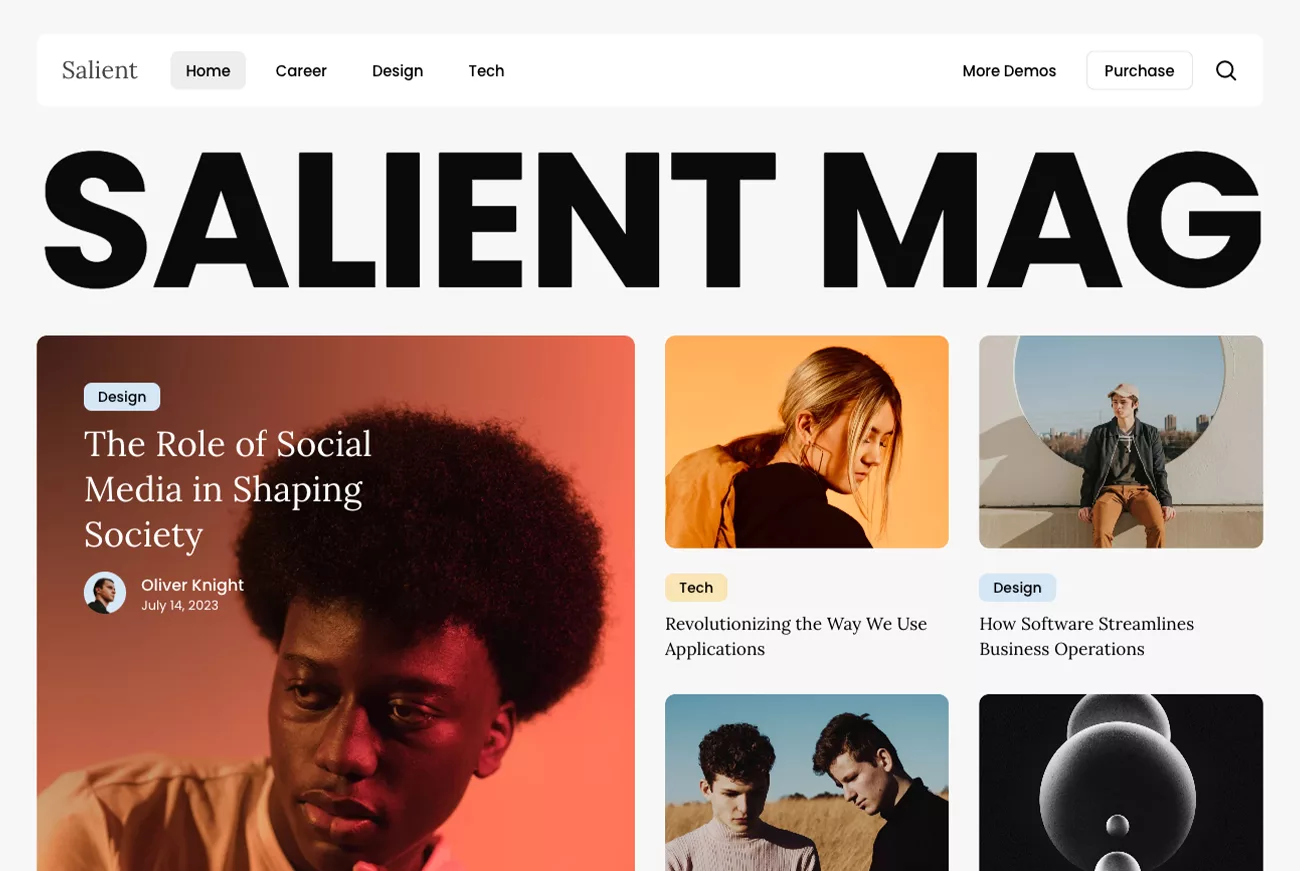 Salient
Home
Career
Design
Tech
More Demos
Purchase
SALIENT MAG
Design
The Role of Social
Media in Shaping
Society
Oliver Knight
July 14, 2023
Tech
Revolutionizing the Way We Use
Applications
Design
How Software Streamlines
Business Operations